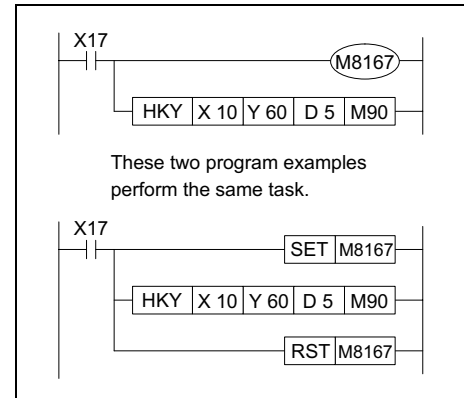 X17
M8167
HKY X 10 Y 60 D 5 M90
These two program examples
perform the same task.
X17
SET M8167
HKY X 10 Y 60 D 5 M90
RST M8167